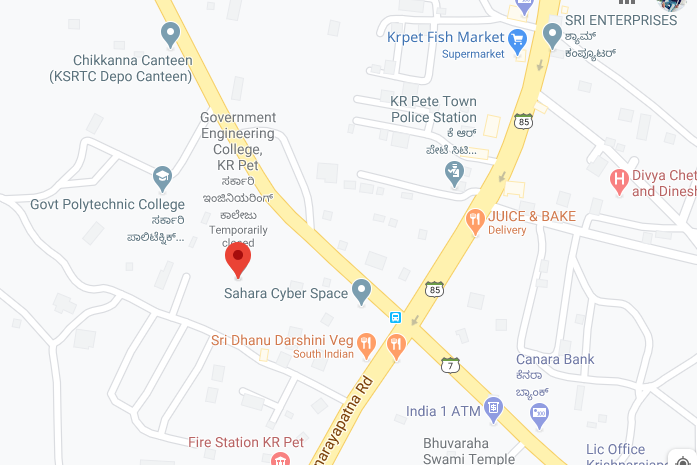 SRI ENTERPRISES
ಶ್ಯಾಮ್
ಕಂಪ್ಯೂಟರ್
Krpet Fish Market
Supermarket
Chikkanna Canteen
(KSRTC Depo Canteen)
KR Pete Town
Police Station
ಕೆ ಆರ್
ಪೇಟೆ ಸಿಟಿ...
85
Government
Engineering
College,
KR Pet
ಸರ್ಕಾರಿ
ಇಂಜಿನಿಯರಿಂಗ್
ಕಾಲೇಜು
Temporarily
closed
Divya Chet
and Dinesh
Govt Polytechnic College
ಸರ್ಕಾರಿ
ಪಾಲಿಟೆಕ್ನಿಕ್...
JUICE & BAKE
Delivery
85
Sahara Cyber Space
Sri Dhanu Darshini Veg
South Indian
7
Canara Bank
ಕೆನರಾ
ಬ್ಯಾಂಕ್
narayapatna Rd
India 1 ATM
Fire Station KR Pet
Bhuvaraha
Swami Temple
Lic Office